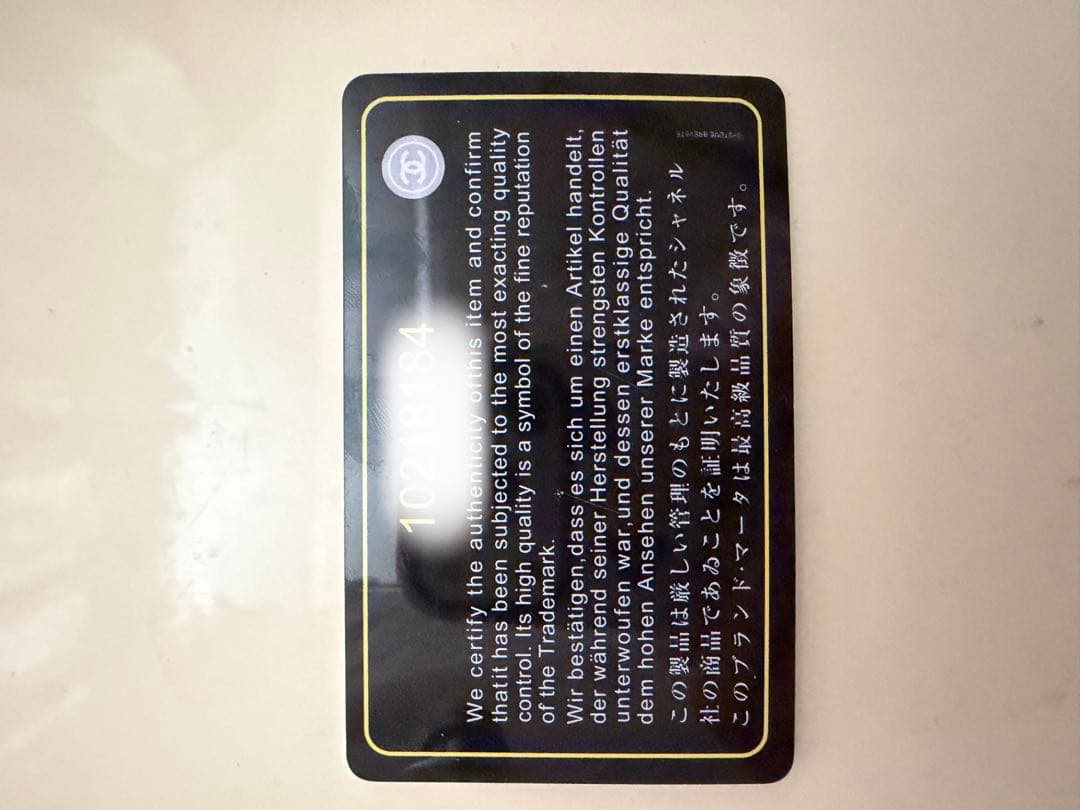 We certify the authenticity ofthis item and confirm
thatit has been subjected to the most exacting quality
control. Its high quality is a symbol of the fine reputation
of the Trademark.
Wir bestätigen,dass es sich um einen Artikel handelt,
der während seiner Herstellung strengsten Kontrollen
unterwoufen war,und dessen erstklassige Qualität
dem hohen Ansehen unserer Marke entspricht.
この製品は厳しい管理のもとに製造されたシャネル
社の商品であゐことを証明いたします。
このブランド·マータは最高級品質の象徴です。